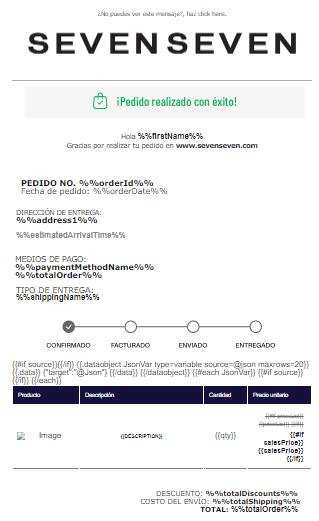 ¿No puedes ver este mensaje?, haz click here.
SEVEN SEVEN
¡Pedido realizado con éxito!
Hola %%firstName%%
Gracias por realizar tu pedido en www.sevenseven.com
PEDIDO NO. %%orderId%%
Fecha de pedido: %%orderDate%%
DIRECCIÓN DE ENTREGA:
%%address1%%
%%estimatedArrivalTime%%
MEDIOS DE PAGO:
%%paymentMethodName%%
%%totalOrder%%
TIPO DE ENTREGA:
%%shippingName%%
CONFIRMADO FACTURADO ENVIADO ENTREGADO
{{#if source}}{{/if}} {{.dataobject JsonVar type=variable source=@json maxrows=20}}
{{.data}} {"target":"@Json"} {{/data}} {{/dataobject}} {{#each JsonVar}} {{#if source}}
{{/if}} {{/each}}
Producto Descripción Cantidad Precio unitario
Image {{DESCRIPTION}} {{qty}}
{{#if
salesPrice}}
{{salesPrice}}
{{/if}}
DESCUENTO: %%totalDiscounts%%
COSTO DEL ENVÍO: %%totalShipping%%
TOTAL: %%totalOrder%%